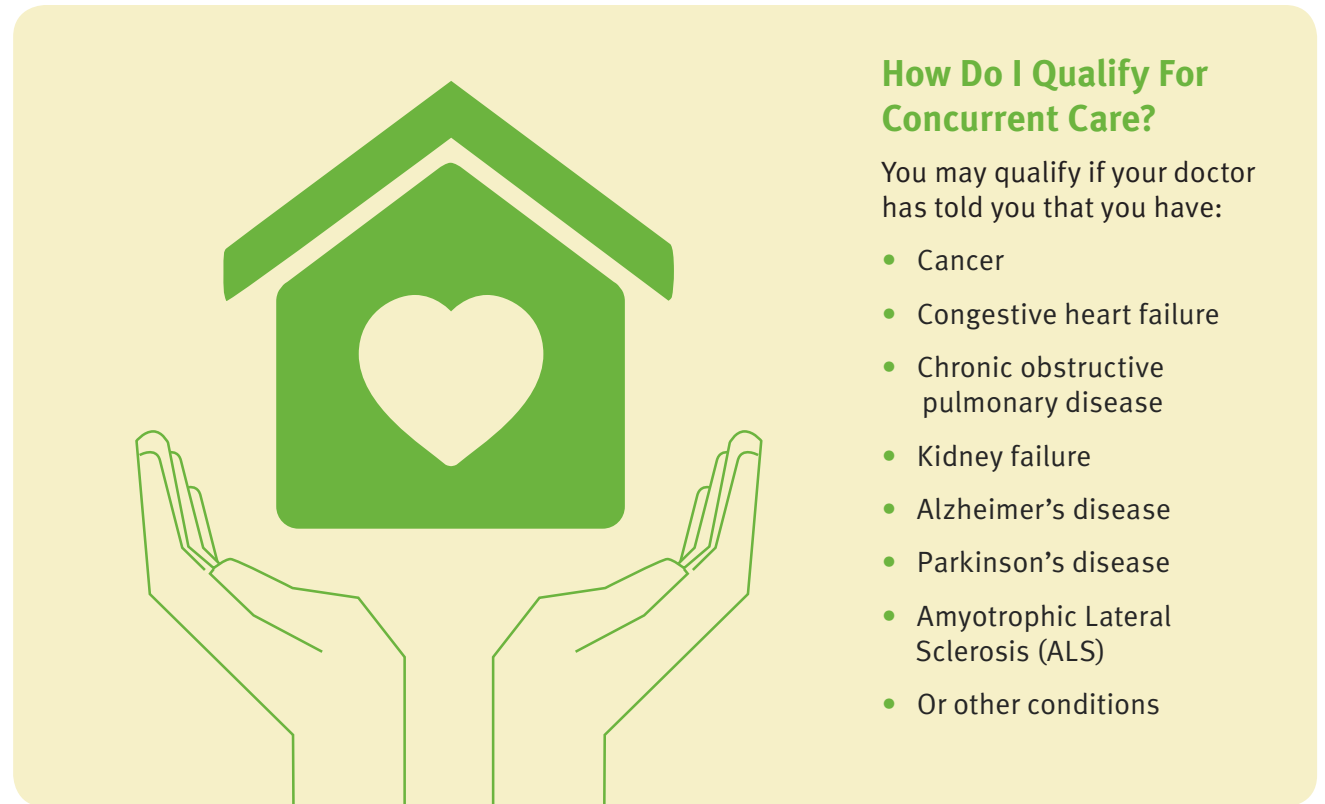 How Do I Qualify For
Concurrent Care?
You may qualify if your doctor
has told you that you have:
• Cancer
• Congestive heart failure
• Chronic obstructive
pulmonary disease
• Kidney failure
• Alzheimer’s disease
• Parkinson’s disease
• Amyotrophic Lateral
Sclerosis (ALS)
• Or other conditions